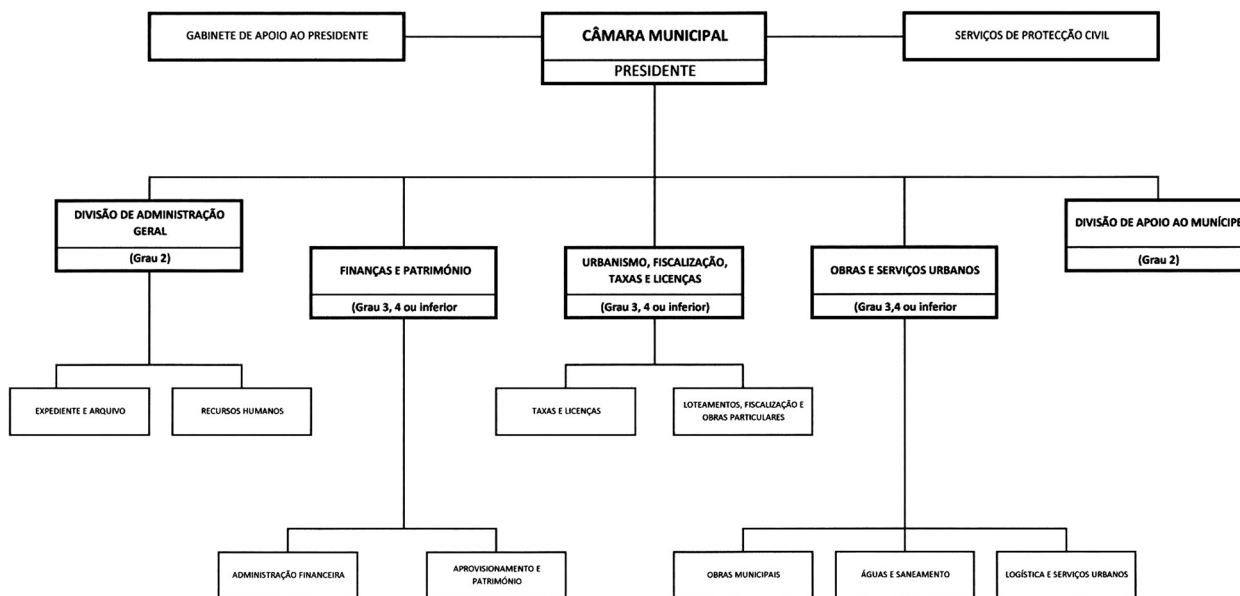 GABINETE DE APOIO AO PRESIDENTE
CÂMARA MUNICIPAL
PRESIDENTE
SERVIÇOS DE PROTECÇÃO CIVIL
DIVISÃO DE ADMINISTRAÇÃO
GERAL
(Grau 2)
FINANÇAS E PATRIMÓNIO
(Grau 3, 4 ou inferior
URBANISMO, FISCALIZAÇÃO,
TAXAS E LICENÇAS
(Grau 3, 4 ou inferior)
OBRAS E SERVIÇOS URBANOS
(Grau 3,4 ou inferior
DIVISÃO DE APOIO AO MUNÍCIPE
(Grau 2)
EXPEDIENTE E ARQUIVO
RECURSOS HUMANOS
TAXAS E LICENÇAS
LOTEAMENTOS, FISCALIZAÇÃO E
OBRAS PARTICULARES
ADMINISTRAÇÃO FINANCEIRA
APROVISIONAMENTO E
PATRIMÓNIO
OBRAS MUNICIPAIS
ÁGUAS E SANEAMENTO
LOGÍSTICA E SERVIÇOS URBANOS